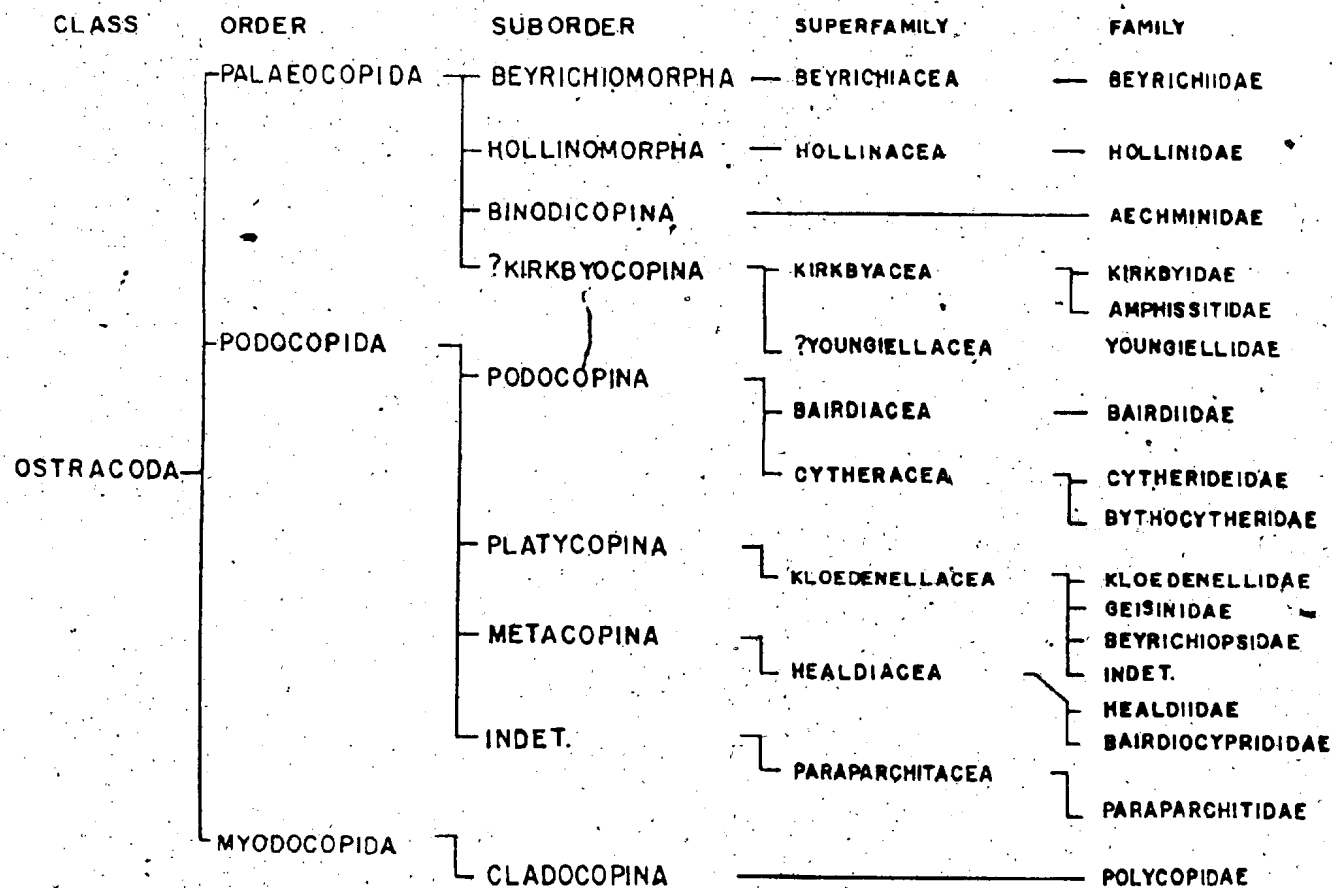 CLASS ORDER SUBORDER SUPERFAMILY FAMILY
PALAEOCOPIDA BEYRICHIOMORPHA BEYRICHIACEA BEYRICHIIDAE
HOLLINOMORPHA HOLLINACEA HOLLINIDAE
BINODICOPINA AECHMINIDAE
?KIRKBYOCOPINA KIRKBYACEA KIRKBYIDAE
AMPHISSITIDAE
PODOCOPIDA ?YOUNGIELLACEA YOUNGIELLIDAE
PODOCOPINA
BAIRDIACEA BAIRDIIDAE
OSTRACODA CYTHERACEA CYTHERIDEIDAE
BYTHOCYTHERIDAE
PLATYCOPINA
KLOEDENELLACEA KLOEDENELLIDAE
GEISINIDAE
METACOPINA BEYRICHIOPSIDAE
HEALDIACEA INDET.
HEALDIIDAE
INDET. BAIRDIOCYPRIDIDAE
PARAPARCHITACEA
PARAPARCHITIDAE
MYODOCOPIDA
CLADOCOPINA POLYCOPIDAE